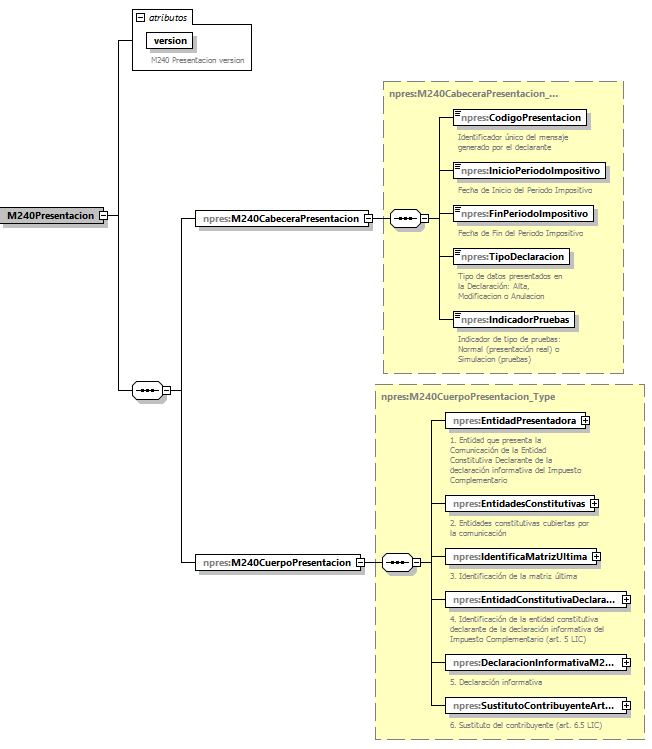 atributos
version
M240 Presentacion version
M240Presentacion
npres:M240CabeceraPresentacion
npres:M240CabeceraPresentacion_...
npres:CodigoPresentacion
Identificador único del mensaje
generado por el declarante
npres:InicioPeriodoImpositivo
Fecha de Inicio del Periodo Impositivo
npres:FinPeriodoImpositivo
Fecha de Fin del Periodo Impositivo
npres:TipoDeclaracion
Tipo de datos presentados en
la Declaración: Alta,
Modificacion o Anulacion
npres:IndicadorPruebas
Indicador de tipo de pruebas:
Normal (presentación real) o
Simulacion (pruebas)
npres:M240CuerpoPresentacion
npres:M240CuerpoPresentacion_Type
npres:EntidadPresentadora
1. Entidad que presenta la
Comunicación de la Entidad
Constitutiva Declarante de la
declaración informativa del Impuesto
Complementario
npres:EntidadesConstitutivas
2. Entidades constitutivas cubiertas por
la comunicación
npres:IdentificaMatrizUltima
3. Identificación de la matriz última
npres:EntidadConstitutivaDeclara...
4. Identificación de la entidad constitutiva
declarante de la declaración informativa del
Impuesto Complementario (art. 5 LIC)
npres:DeclaracionInformativaM2...
5. Declaración informativa
npres:SustitutoContribuyenteArt...
6. Sustituto del contribuyente (art. 6.5 LIC)